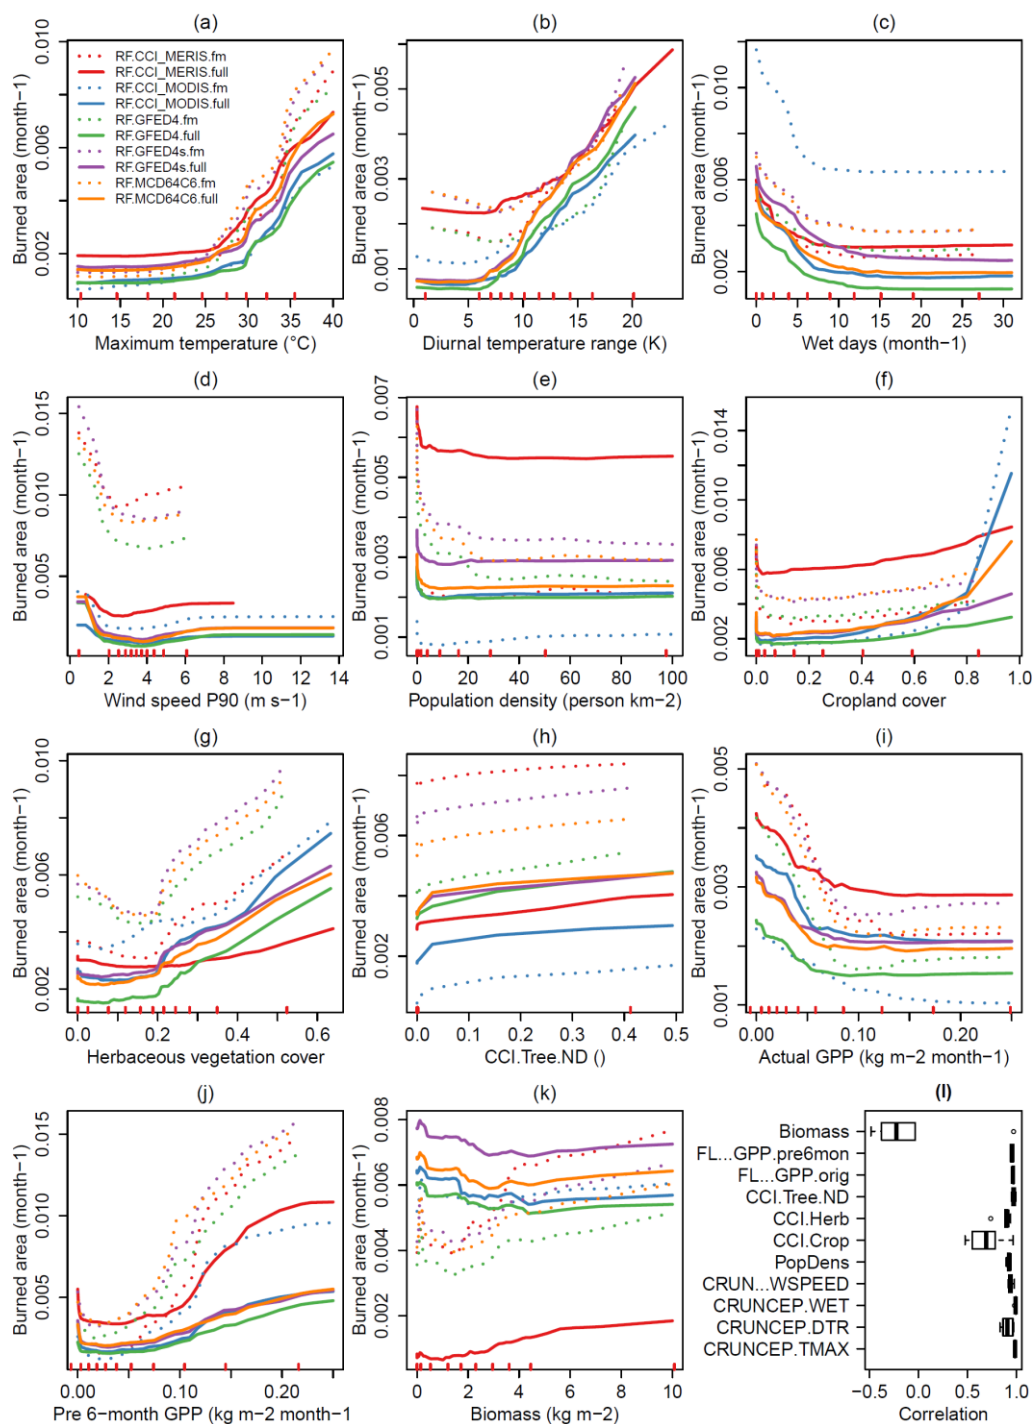 (a)
0.010
0.006
0.002
Burned area (month−1)
RF.CCI_MERIS.fm
RF.CCI_MERIS.full
RF.CCI_MODIS.fm
RF.CCI_MODIS.full
RF.GFED4.fm
RF.GFED4.full
RF.GFED4s.fm
RF.GFED4s.full
RF.MCD64C6.fm
RF.MCD64C6.full
10 15 20 25 30 35 40
Maximum temperature (°C)
(b)
0.005
0.003
0.001
Burned area (month−1)
0 5 10 15 20
Diurnal temperature range (K)
(c)
0.010
0.006
0.002
Burned area (month−1)
0 5 10 15 20 25 30
Wet days (month−1)
(d)
0.015
0.010
0.005
Burned area (month−1)
0 2 4 6 8 10 12 14
Wind speed P90 (m s−1)
(e)
0.007
0.005
0.003
0.001
Burned area (month−1)
0 20 40 60 80 100
Population density (person km−2)
(f)
0.014
0.010
0.006
0.002
Burned area (month−1)
0.0 0.2 0.4 0.6 0.8 1.0
Cropland cover
(g)
0.010
0.006
0.002
Burned area (month−1)
0.0 0.2 0.4 0.6
Herbaceous vegetation cover
(h)
0.006
0.002
Burned area (month−1)
0.0 0.1 0.2 0.3 0.4 0.5
CCI.Tree.ND ()
(i)
0.005
0.003
0.001
Burned area (month−1)
0.00 0.10 0.20
Actual GPP (kg m−2 month−1)
(j)
0.015
0.010
0.005
Burned area (month−1)
0.00 0.10 0.20
Pre 6−month GPP (kg m−2 month−1
(k)
0.008
0.006
0.004
0.002
Burned area (month−1)
0 2 4 6 8 10
Biomass (kg m−2)
(l)
Biomass
FL...GPP.pre6mon
FL...GPP.orig
CCI.Tree.ND
CCI.Herb
CCI.Crop
PopDens
CRUN...WSPEED
CRUNCEP.WET
CRUNCEP.DTR
CRUNCEP.TMAX
−0.5 0.0 0.5 1.0
Correlation